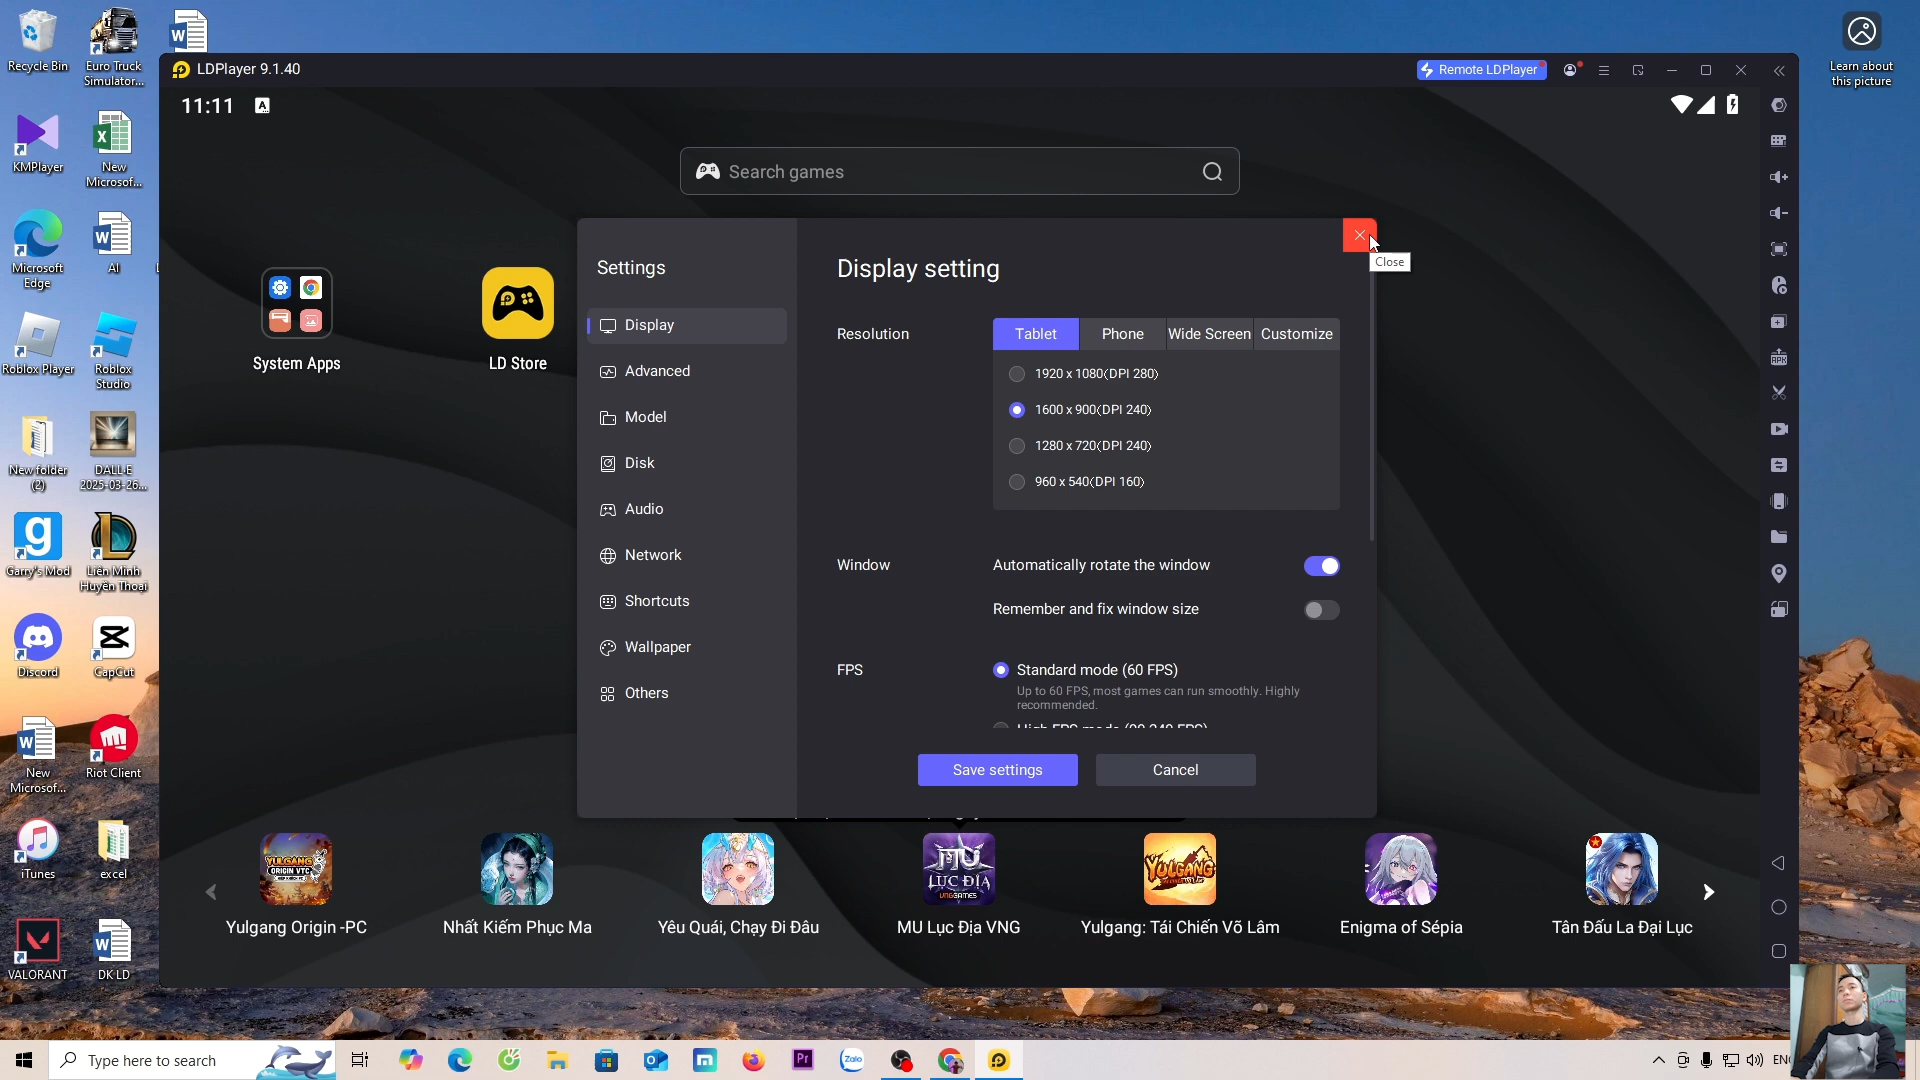 Recycle Bin
Euro Truck
Simulator...
KMPlayer
New
Microsof...
Microsoft
Edge
AI
Roblox Player
Roblox
Studio
New folder
(2)
DALL·E
2025-03-26...
Garry's Mod
Liên Minh
Huyền Thoại
Discord
CapCut
New
Microsof...
Riot Client
iTunes
excel
VALORANT
DK LD
Learn about
this picture
LDPlayer 9.1.40
Remote LDPlayer
11:11
Search games
System Apps
LD Store
Settings
Display
Advanced
Model
Disk
Audio
Network
Shortcuts
Wallpaper
Others
Display setting
Close
Resolution
Tablet
Phone
Wide Screen
Customize
1920 x 1080(DPI 280)
1600 x 900(DPI 240)
1280 x 720(DPI 240)
960 x 540(DPI 160)
Window
Automatically rotate the window
Remember and fix window size
FPS
Standard mode (60 FPS)
Up to 60 FPS, most games can run smoothly. Highly
recommended.
Save settings
Cancel
Yulgang Origin -PC
Nhất Kiếm Phục Ma
Yêu Quái, Chạy Đi Đâu
MU Lục Địa VNG
Yulgang: Tái Chiến Võ Lâm
Enigma of Sépia
Tân Đấu La Đại Lục
Type here to search